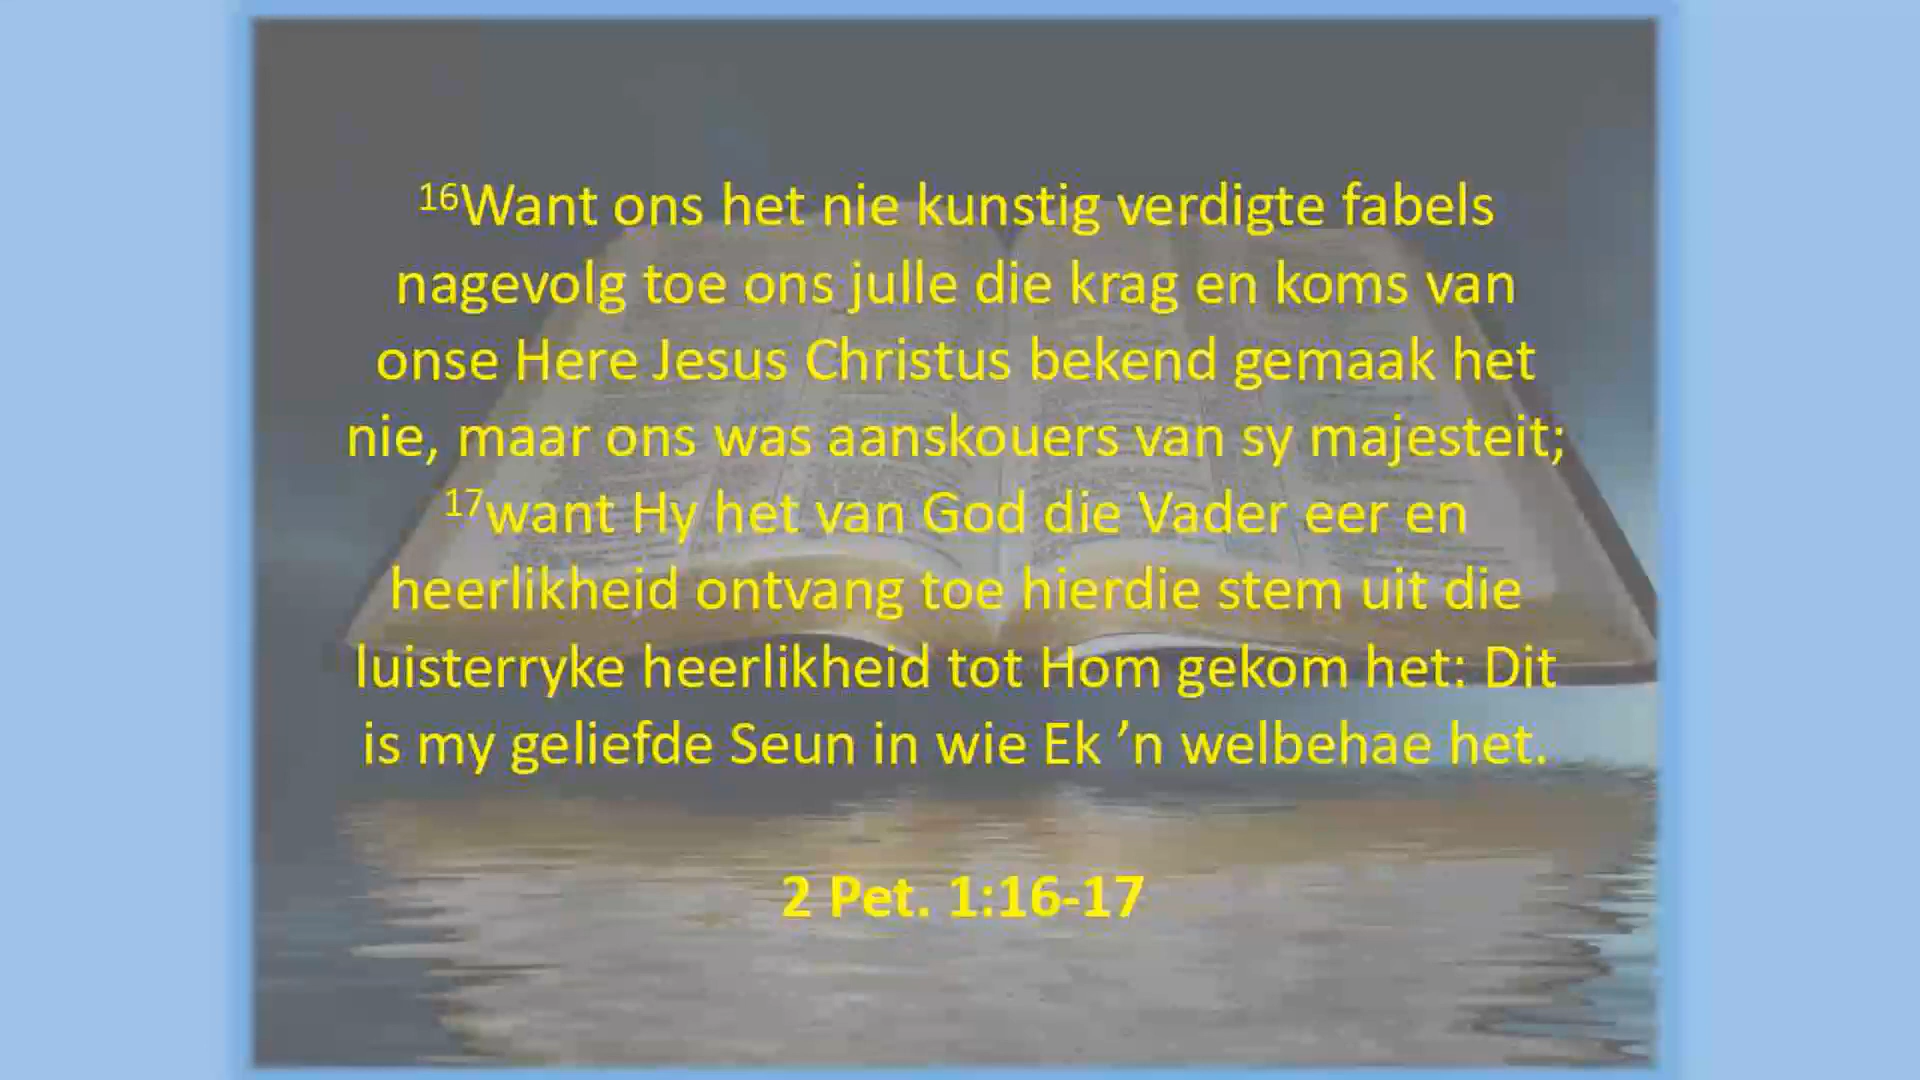 16Want ons het nie kunstig verdigte fabels
nagevolg toe ons julle die krag en koms van
onse Here Jesus Christus bekend gemaak het
nie, maar ons was aanskouers van sy majesteit;
17want Hy het van God die Vader eer en
heerlikheid ontvang toe hierdie stem uit die
luisterryke heerlikheid tot Hom gekom het: Dit
is my geliefde Seun in wie Ek ’n welbehae het.
2 Pet. 1:16-17